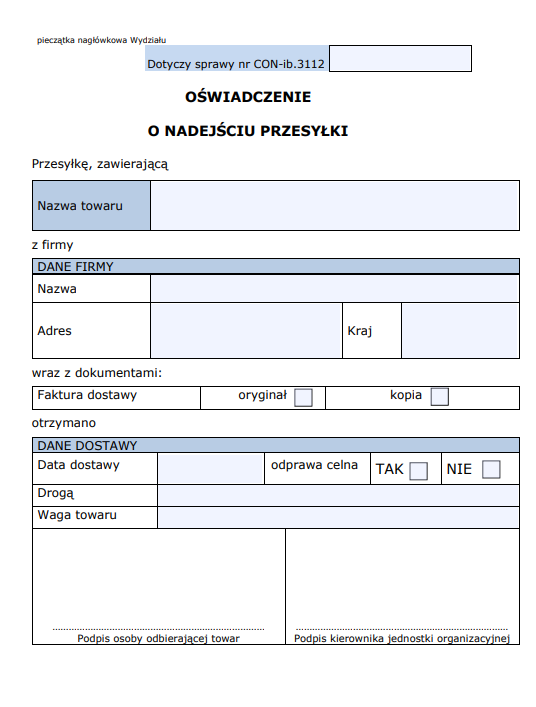 pieczątka nagłówkowa Wydziału
Dotyczy sprawy nr CON-ib.3112
OŚWIADCZENIE
O NADEJŚCIU PRZESYŁKI
Przesyłkę, zawierającą
Nazwa towaru
z firmy
DANE FIRMY
Nazwa
Adres Kraj
wraz z dokumentami:
Faktura dostawy oryginał kopia
otrzymano
DANE DOSTAWY
Data dostawy odprawa celna TAK NIE
Drogą
Waga towaru
Podpis osoby odbierającej towar Podpis kierownika jednostki organizacyjnej